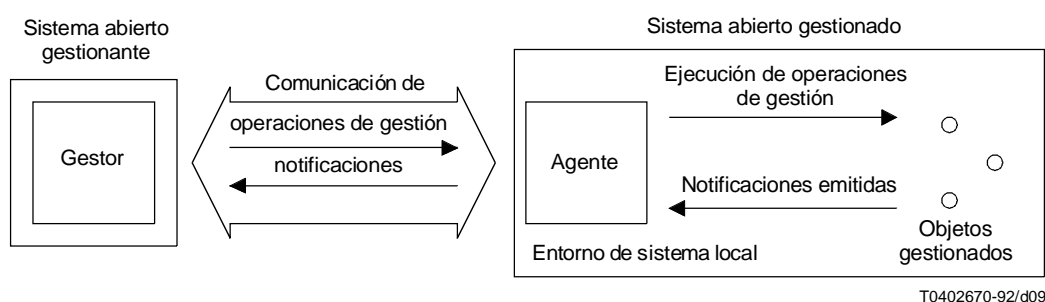 Sistema abierto
gestionante
Gestor
Comunicación de
operaciones de gestión
notificaciones
Sistema abierto gestionado
Ejecución de operaciones
de gestión
Agente
Notificaciones emitidas
Objetos
gestionados
Entorno de sistema local
T0402670-92/d09